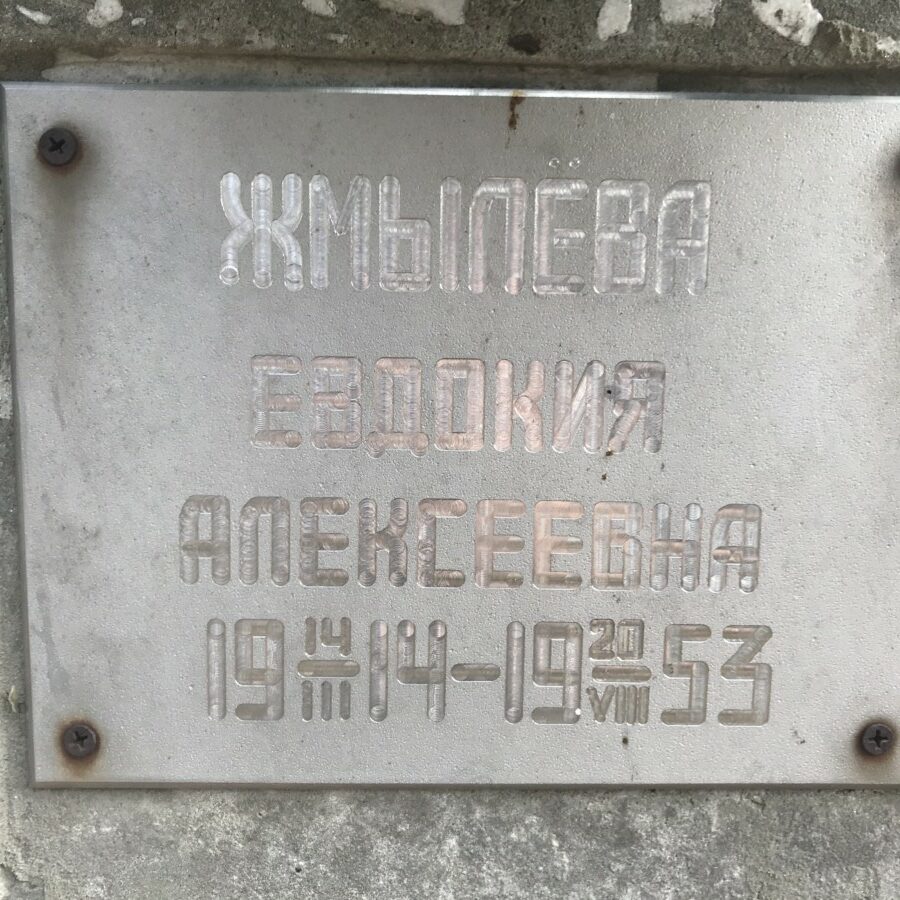 ЖМЫЛЁВА
ЕВДОКИЯ
АЛЕКСЕЕВНА
19 14/III 14-19 20/VIII 53